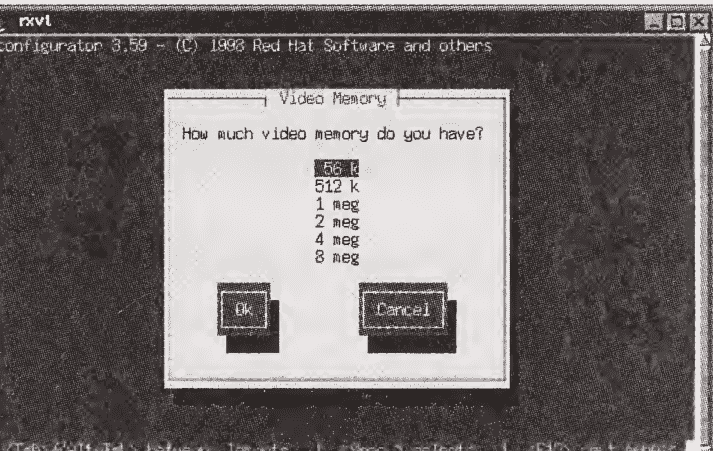 rxvt
configurator 3.59 - (C) 1998 Red Hat Software and others
Video Memory
How much video memory do you have?
56 k
512 k
1 meg
2 meg
4 meg
8 meg
Ok
Cancel